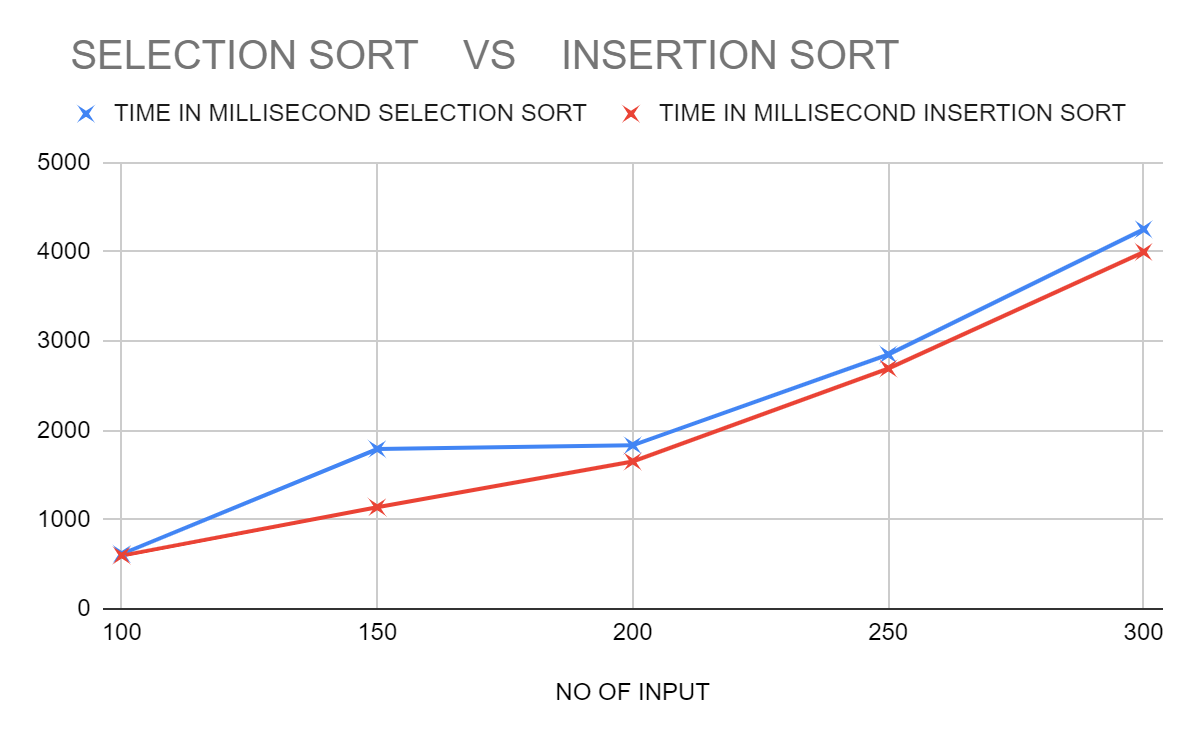 SELECTION SORT VS INSERTION SORT
TIME IN MILLISECOND SELECTION SORT TIME IN MILLISECOND INSERTION SORT
5000
4000
3000
2000
1000
0
100 150 200 250 300
NO OF INPUT